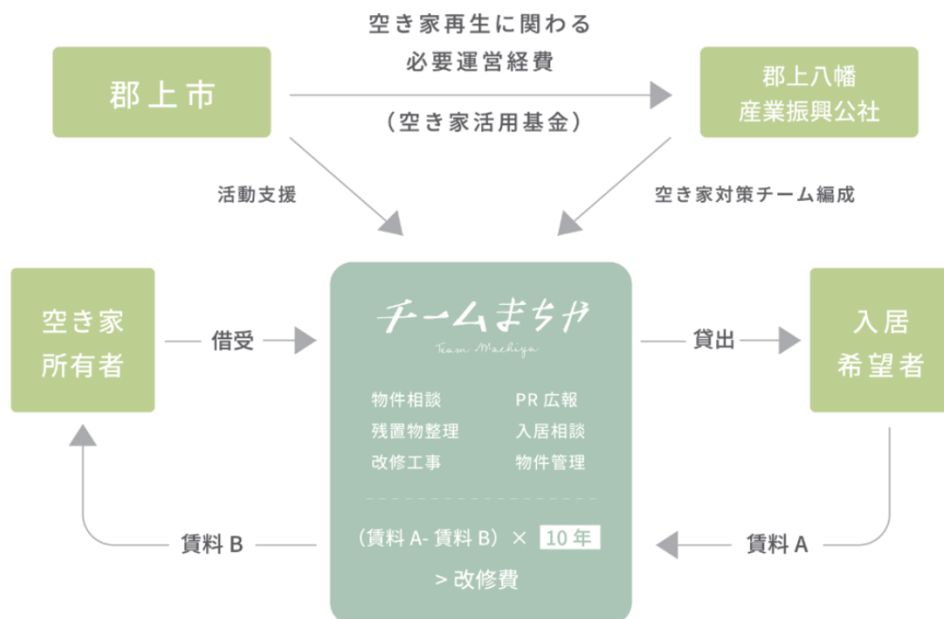 空き家再生に関わる
必要運営経費
郡上市
(空き家活用基金)
郡上八幡
産業振興公社
活動支援
空き家対策チーム編成
空き家
所有者
借受
チームまちや
Team Machiya
貸出
入居
希望者
物件相談
PR 広報
残置物整理
入居相談
改修工事
物件管理
(賃料 A- 賃料 B) × 10 年
> 改修費
賃料 B
賃料 A